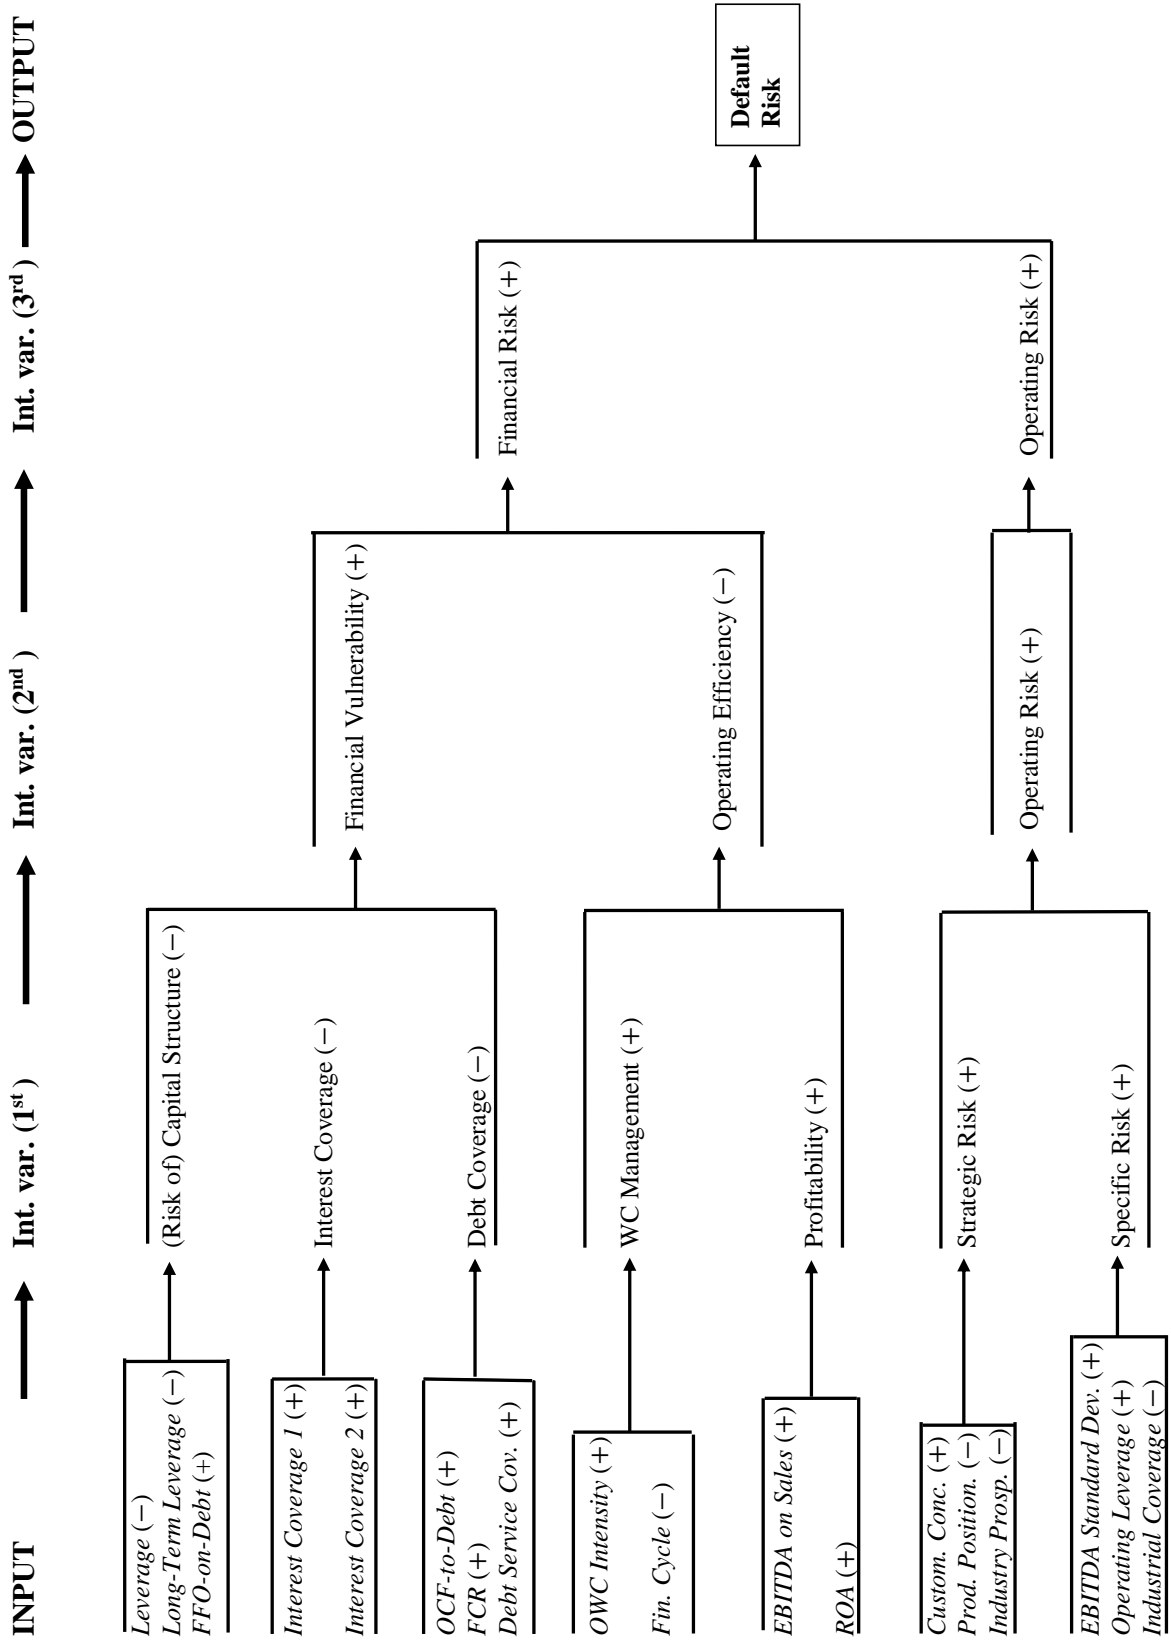 INPUT
Int. var. (1st )
Int. var. (2nd )
Int. var. (3rd )
OUTPUT
Leverage (−)
Long-Term Leverage (−)
FFO-on-Debt (+)
(Risk of) Capital Structure (−)
Interest Coverage 1 (+)
Interest Coverage 2 (+)
Interest Coverage (−)
OCF-to-Debt (+)
FCR (+)
Debt Service Cov. (+)
Debt Coverage (−)
Financial Vulnerability (+)
OWC Intensity (+)
Fin. Cycle (−)
WC Management (+)
EBITDA on Sales (+)
ROA (+)
Profitability (+)
Operating Efficiency (−)
Financial Risk (+)
Custom. Conc. (+)
Prod. Position. (−)
Industry Prosp. (−)
Strategic Risk (+)
EBITDA Standard Dev. (+)
Operating Leverage (+)
Industrial Coverage (−)
Specific Risk (+)
Operating Risk (+)
Operating Risk (+)
Default
Risk